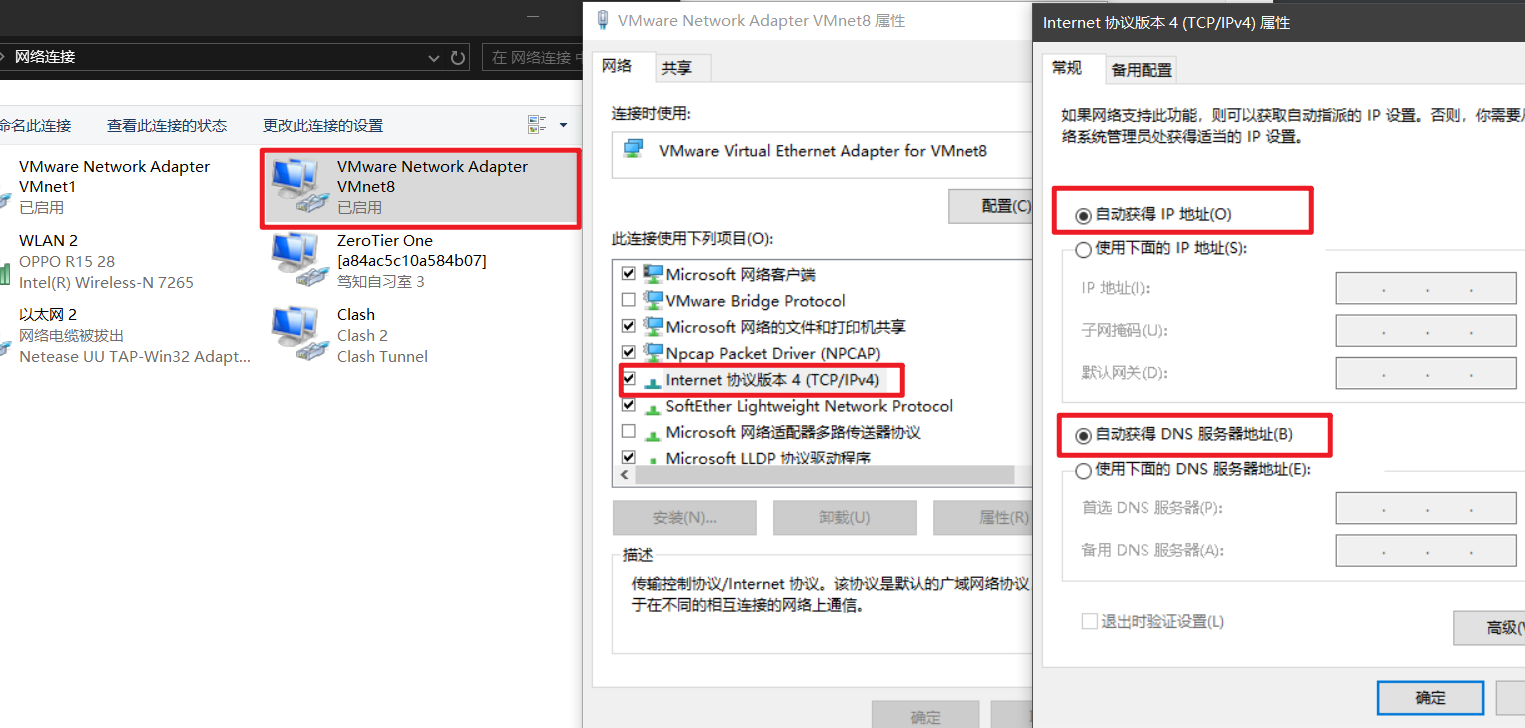 网络连接
在 网络连接 中
命名此连接
查看此连接的状态
更改此连接的设置
VMware Network Adapter
VMnet1
已启用
VMware Network Adapter
VMnet8
已启用
WLAN 2
OPPO R15 28
Intel(R) Wireless-N 7265
ZeroTier One
[a84ac5c10a584b07]
笃知自习室 3
以太网 2
网络电缆被拔出
Netease UU TAP-Win32 Adapt...
Clash
Clash 2
Clash Tunnel
VMware Network Adapter VMnet8 属性
网络
共享
连接时使用:
VMware Virtual Ethernet Adapter for VMnet8
配置(C)
此连接使用下列项目(O):
Microsoft 网络客户端
VMware Bridge Protocol
Microsoft 网络的文件和打印机共享
Npcap Packet Driver (NPCAP)
Internet 协议版本 4 (TCP/IPv4)
SoftEther Lightweight Network Protocol
Microsoft 网络适配器多路传送器协议
Microsoft LLDP 协议驱动程序
安装(N)...
卸载(U)
属性(R)
描述
传输控制协议/Internet 协议。该协议是默认的广域网络协议
于在不同的相互连接的网络上通信。
确定
Internet 协议版本 4 (TCP/IPv4) 属性
常规
备用配置
如果网络支持此功能，则可以获取自动指派的 IP 设置。否则，你需要
络系统管理员处获得适当的 IP 设置。
自动获得 IP 地址(O)
使用下面的 IP 地址(S):
IP 地址(I):
子网掩码(U):
默认网关(D):
自动获得 DNS 服务器地址(B)
使用下面的 DNS 服务器地址(E):
首选 DNS 服务器(P):
备用 DNS 服务器(A):
退出时验证设置(L)
高级(
确定